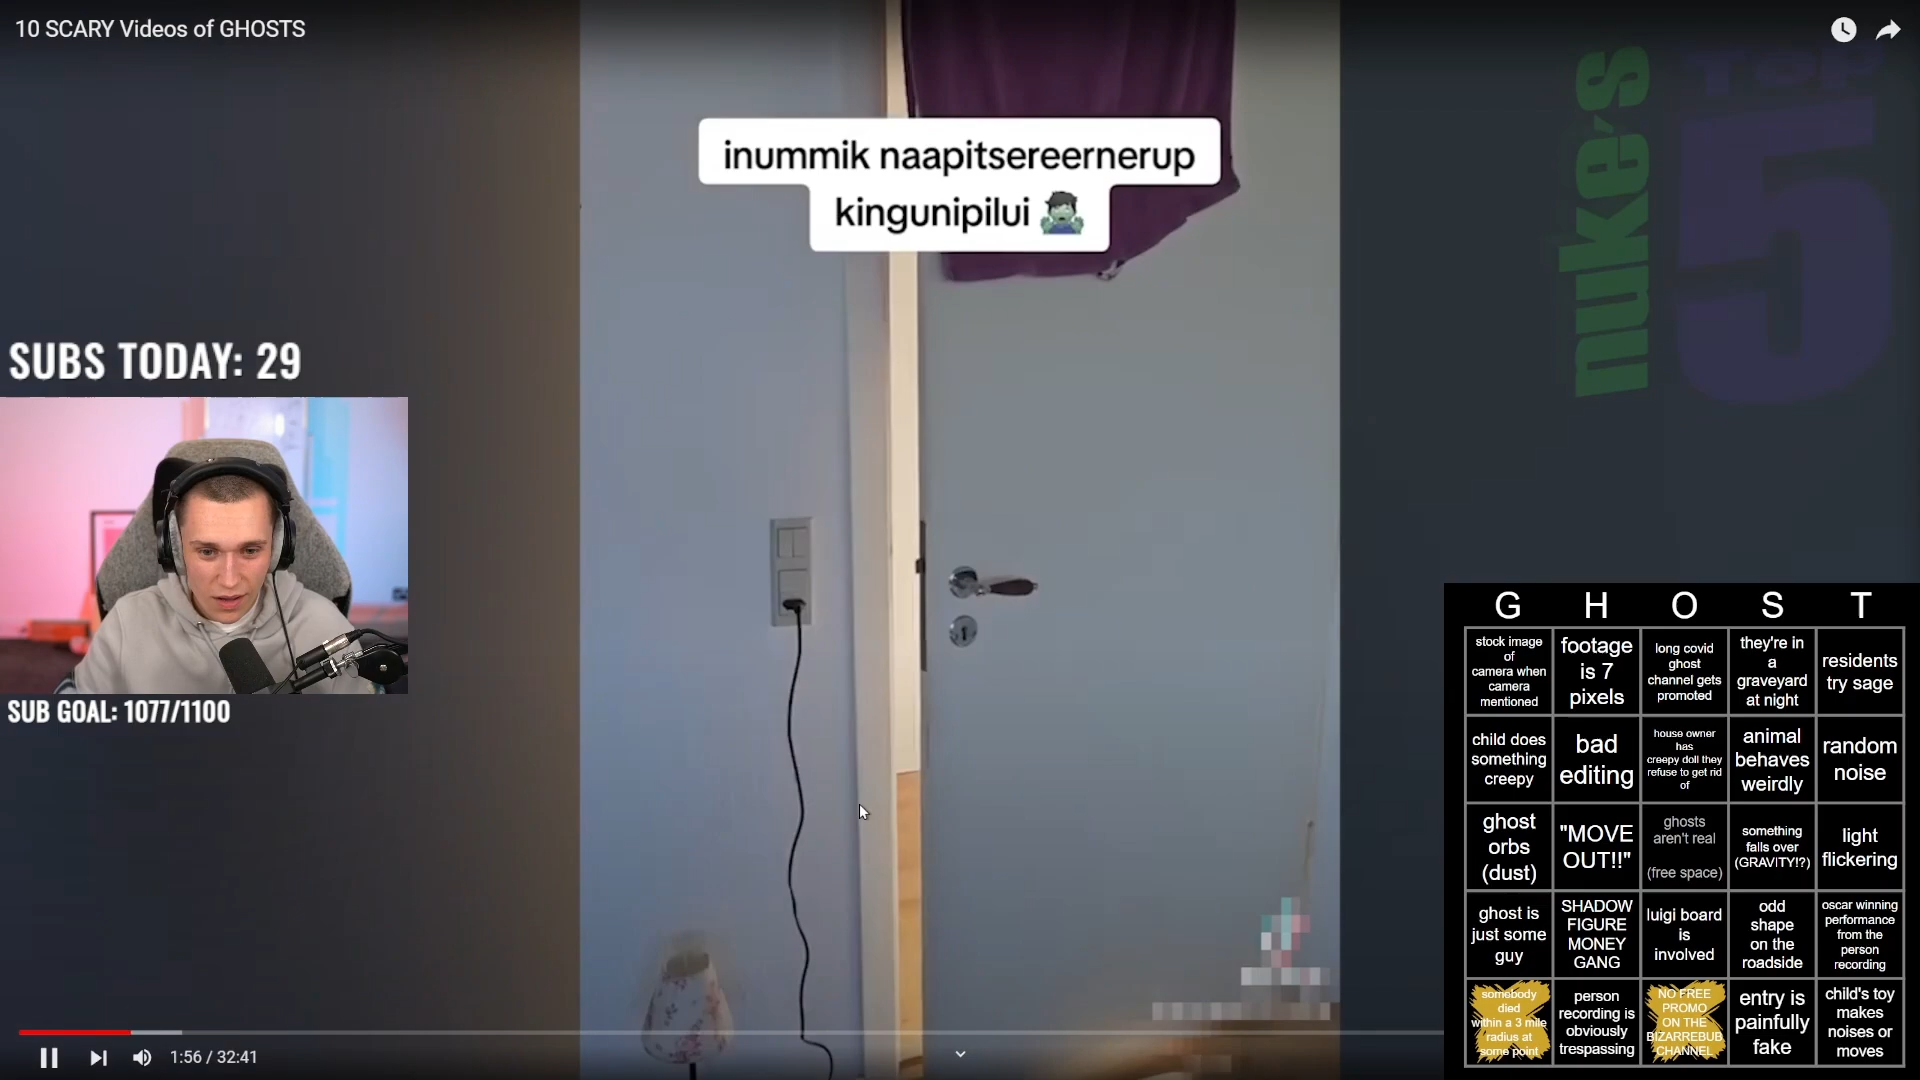 10 SCARY Videos of GHOSTS
nuke's
Top
5
inummik naapitsereernerup
kingunipilui
SUBS TODAY: 29
SUB GOAL: 1077/1100
1:56 / 32:41
G H O S T
stock image
of
camera when
camera
mentioned
footage
is 7
pixels
long covid
ghost
channel gets
promoted
they're in
a
graveyard
at night
residents
try sage
child does
something
creepy
bad
editing
house owner
has
creepy doll they
refuse to get rid
of
animal
behaves
weirdly
random
noise
ghost
orbs
(dust)
"MOVE
OUT!!"
ghosts
aren't real
(free space)
something
falls over
(GRAVITY!?)
light
flickering
ghost is
just some
guy
SHADOW
FIGURE
MONEY
GANG
luigi board
is
involved
odd
shape
on the
roadside
oscar winning
performance
from the
person
recording
somebody
died
within a 3 mile
radius at
some point
person
recording is
obviously
trespassing
NO FREE
PROMO
ON THE
BIZARREBUB
CHANNEL
entry is
painfully
fake
child's toy
makes
noises or
moves